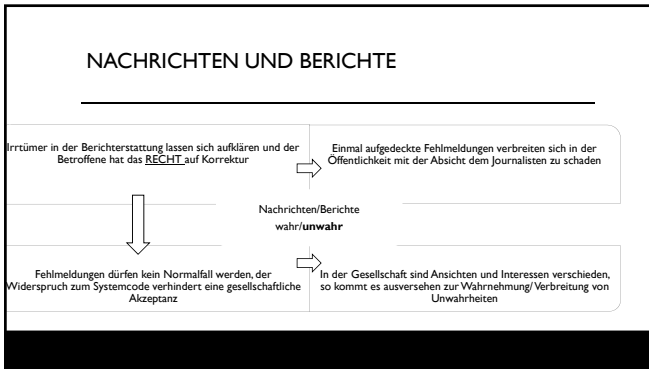 NACHRICHTEN UND BERICHTE
Irrtümer in der Berichterstattung lassen sich aufklären und der
Betroffene hat das RECHT auf Korrektur
Einmal aufgedeckte Fehlmeldungen verbreiten sich in der
Öffentlichkeit mit der Absicht dem Journalisten zu schaden
Nachrichten/Berichte
wahr/unwahr
Fehlmeldungen dürfen kein Normalfall werden, der
Widerspruch zum Systemcode verhindert eine gesellschaftliche
Akzeptanz
In der Gesellschaft sind Ansichten und Interessen verschieden,
so kommt es ausversehen zur Wahrnehmung/ Verbreitung von
Unwahrheiten